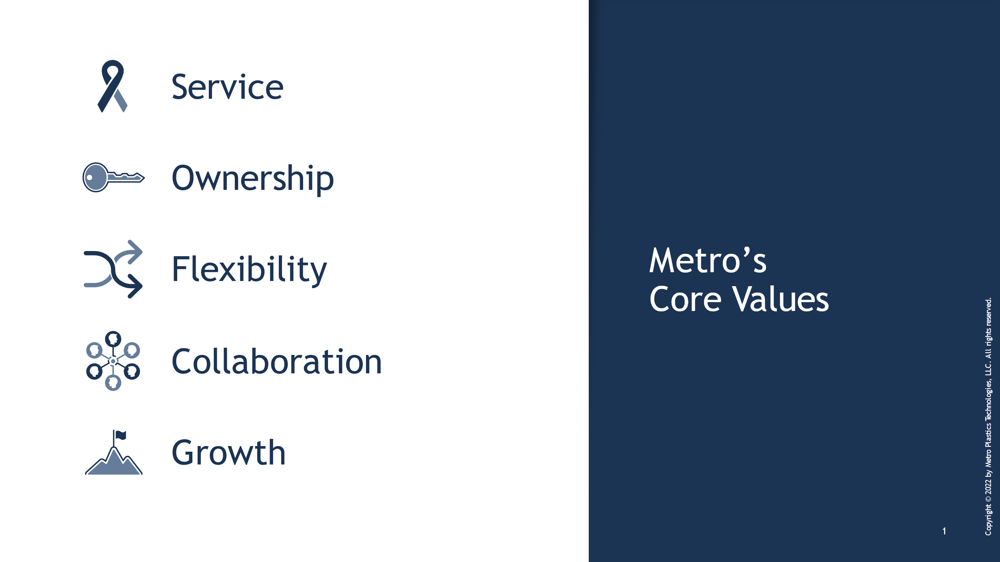 Service
Ownership
Flexibility
Collaboration
Growth
Metro’s
Core Values
1
Copyright © 2022 by Metro Plastics Technologies, LLC. All rights reserved.